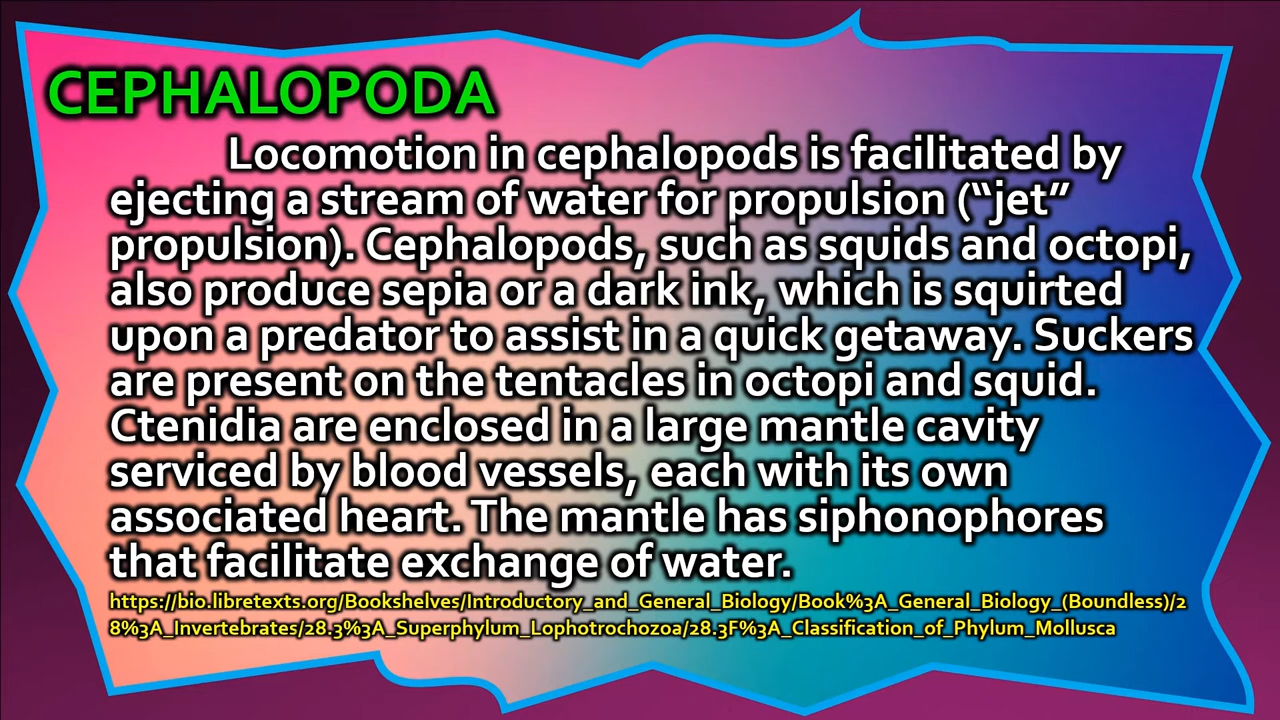 CEPHALOPODA
Locomotion in cephalopods is facilitated by
ejecting a stream of water for propulsion (“jet”
propulsion). Cephalopods, such as squids and octopi,
also produce sepia or a dark ink, which is squirted
upon a predator to assist in a quick getaway. Suckers
are present on the tentacles in octopi and squid.
Ctenidia are enclosed in a large mantle cavity
serviced by blood vessels, each with its own
associated heart. The mantle has siphonophores
that facilitate exchange of water.
https://bio.libretexts.org/Bookshelves/Introductory_and_General_Biology/Book%3A_General_Biology_(Boundless)/2
8%3A_Invertebrates/28.3%3A_Superphylum_Lophotrochozoa/28.3F%3A_Classification_of_Phylum_Mollusca